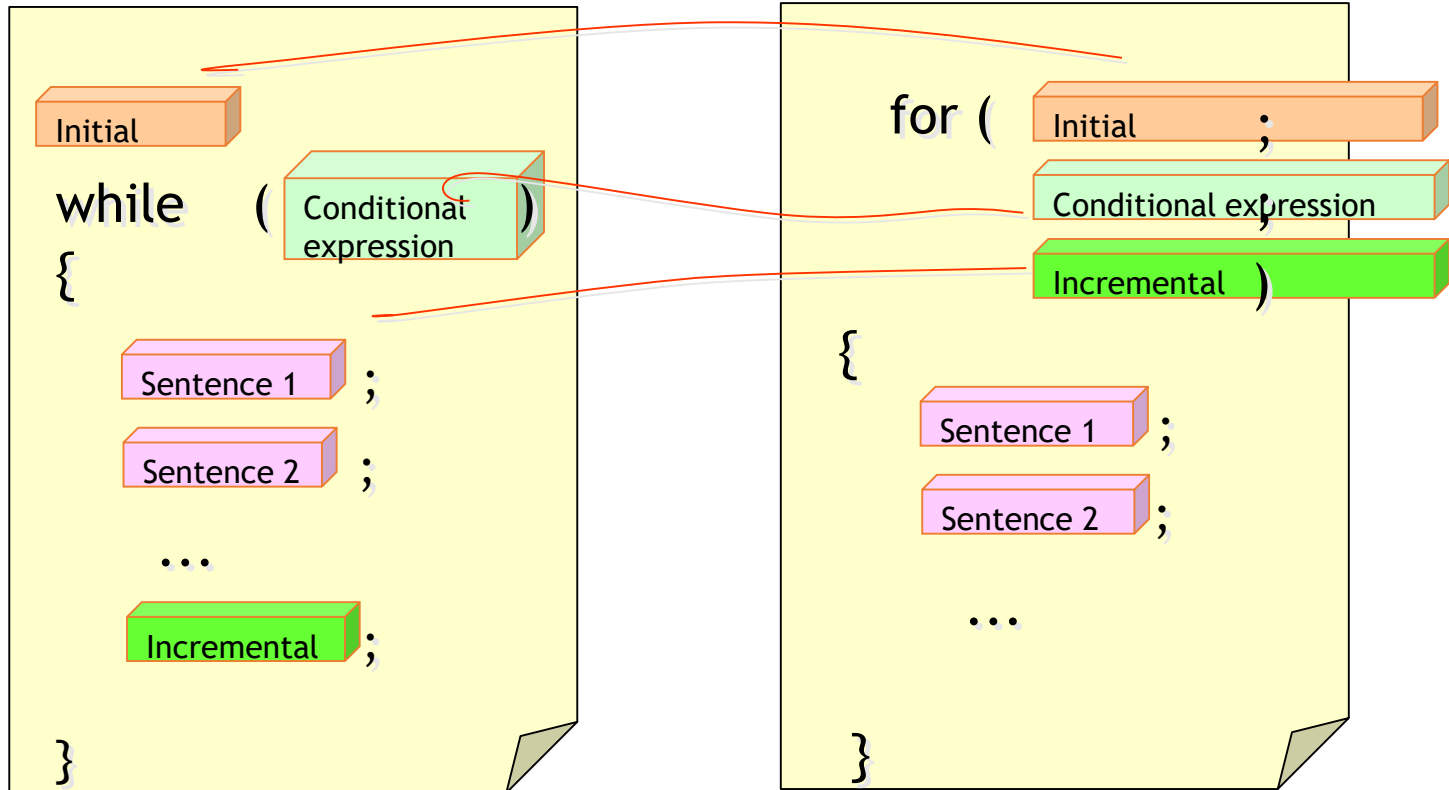 Initial
while ( Conditional expression )
{
Sentence 1 ;
Sentence 2 ;
...
Incremental ;
}
for ( Initial ;
Conditional expression ;
Incremental )
{
Sentence 1 ;
Sentence 2 ;
...
}